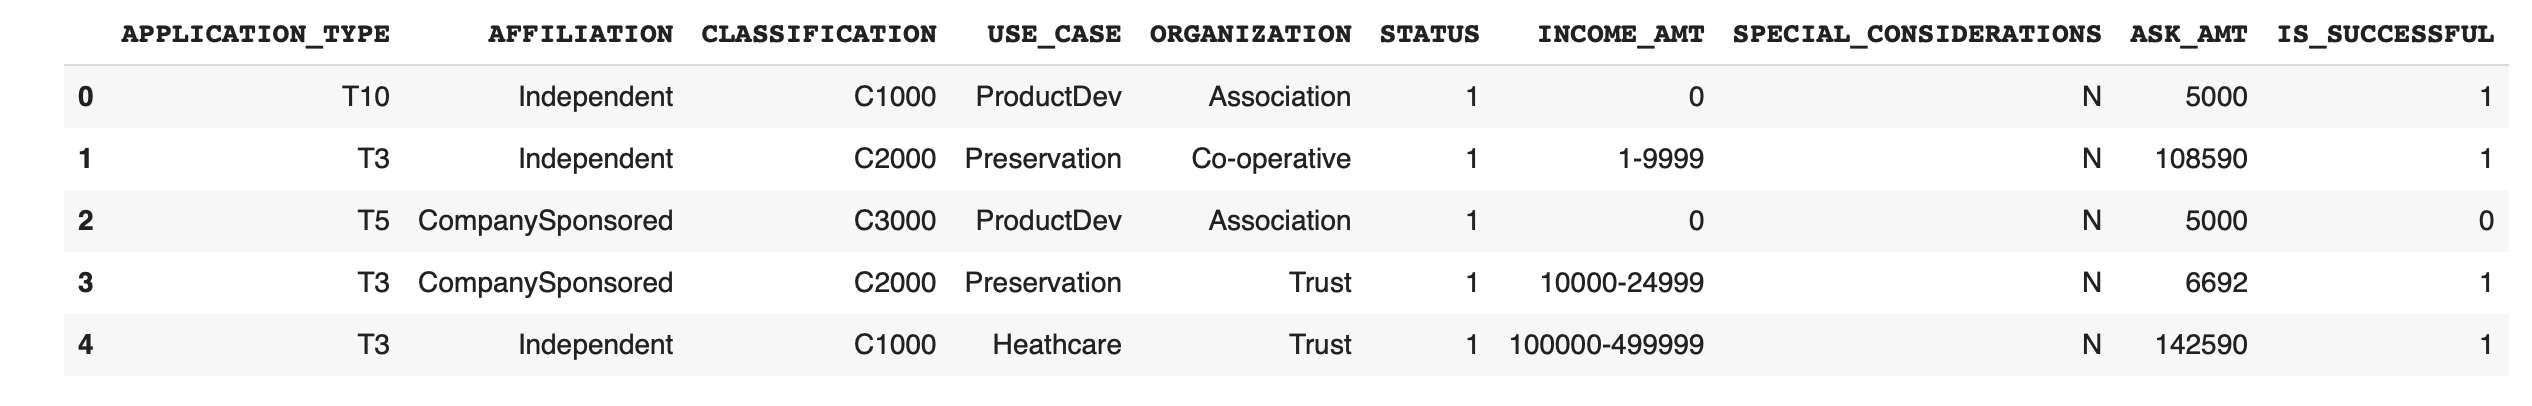 APPLICATION_TYPE AFFILIATION CLASSIFICATION USE_CASE ORGANIZATION STATUS INCOME_AMT SPECIAL_CONSIDERATIONS ASK_AMT IS_SUCCESSFUL
0 T10 Independent C1000 ProductDev Association 1 0 N 5000 1
1 T3 Independent C2000 Preservation Co-operative 1 1-9999 N 108590 1
2 T5 CompanySponsored C3000 ProductDev Association 1 0 N 5000 0
3 T3 CompanySponsored C2000 Preservation Trust 1 10000-24999 N 6692 1
4 T3 Independent C1000 Heathcare Trust 1 100000-499999 N 142590 1